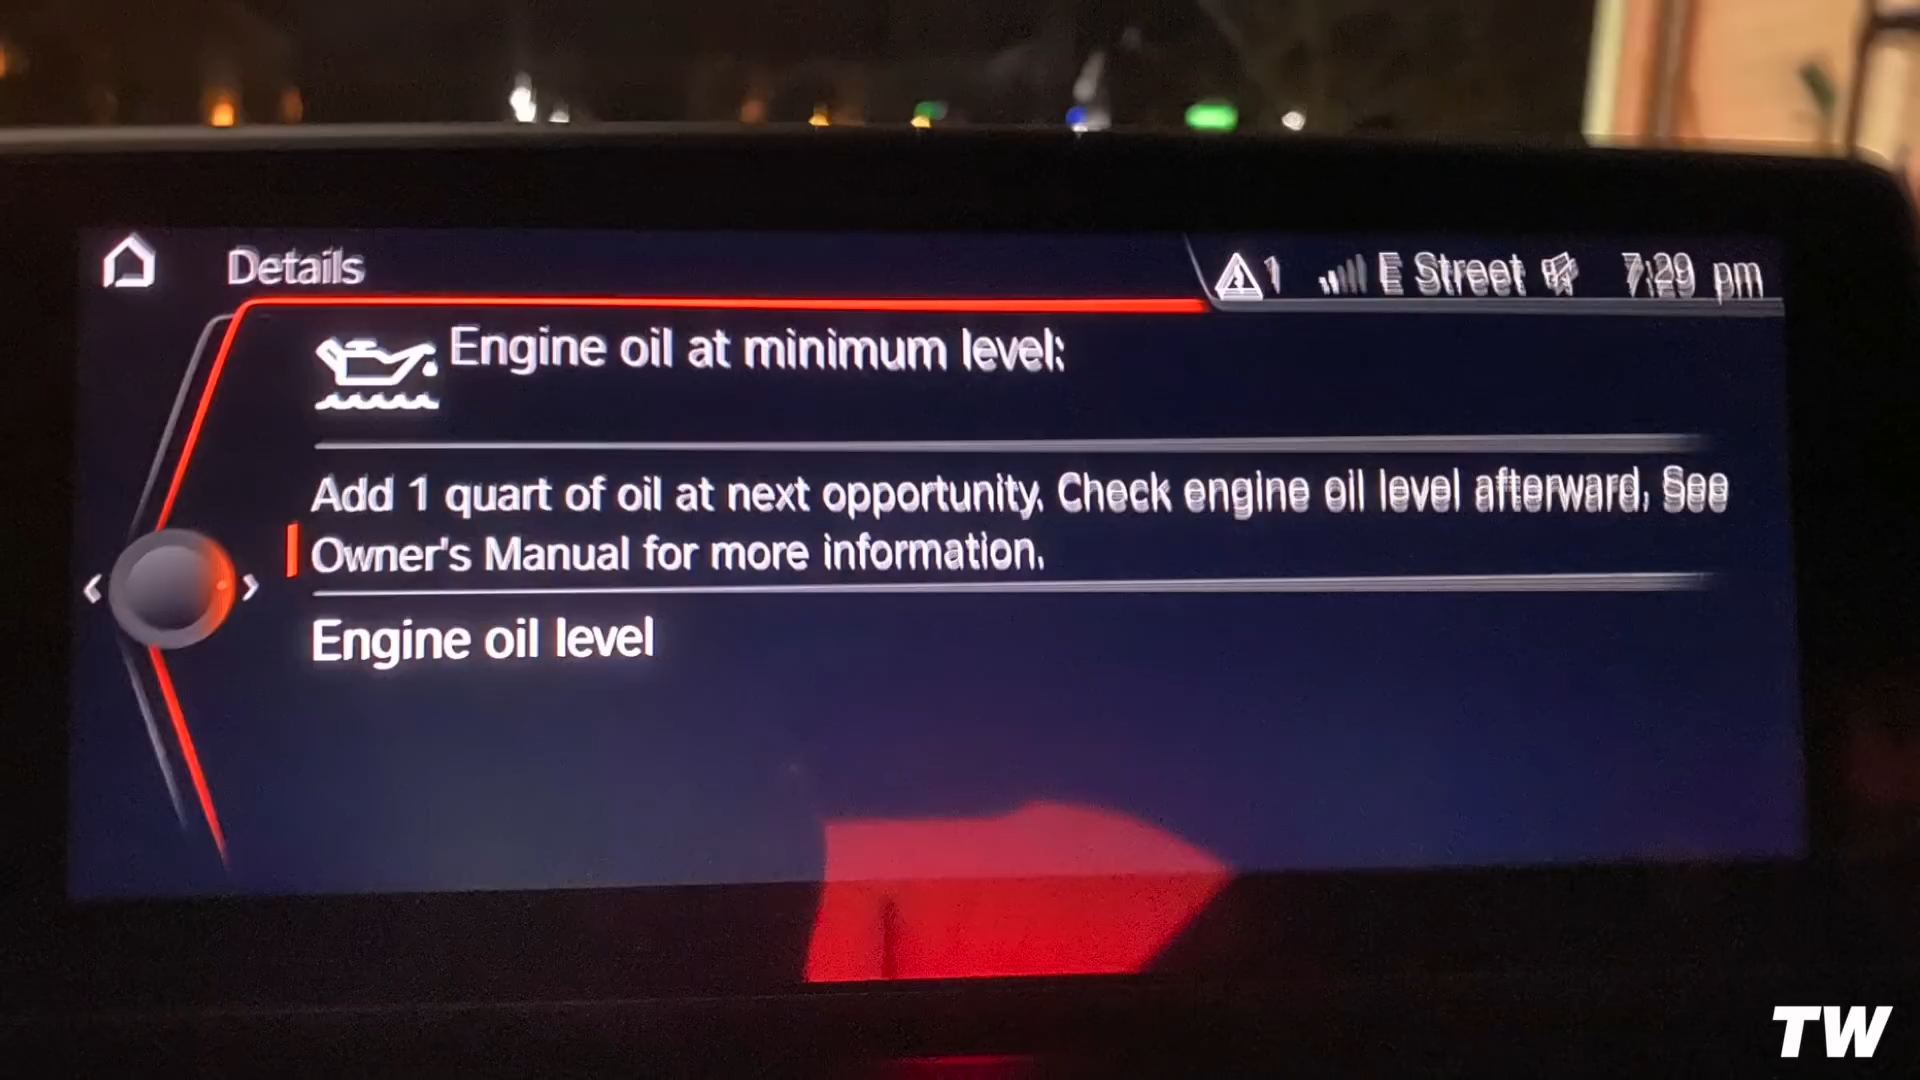 Details
1 E Street 7:29 pm
Engine oil at minimum level:
Add 1 quart of oil at next opportunity. Check engine oil level afterward. See
Owner's Manual for more information.
Engine oil level
TW